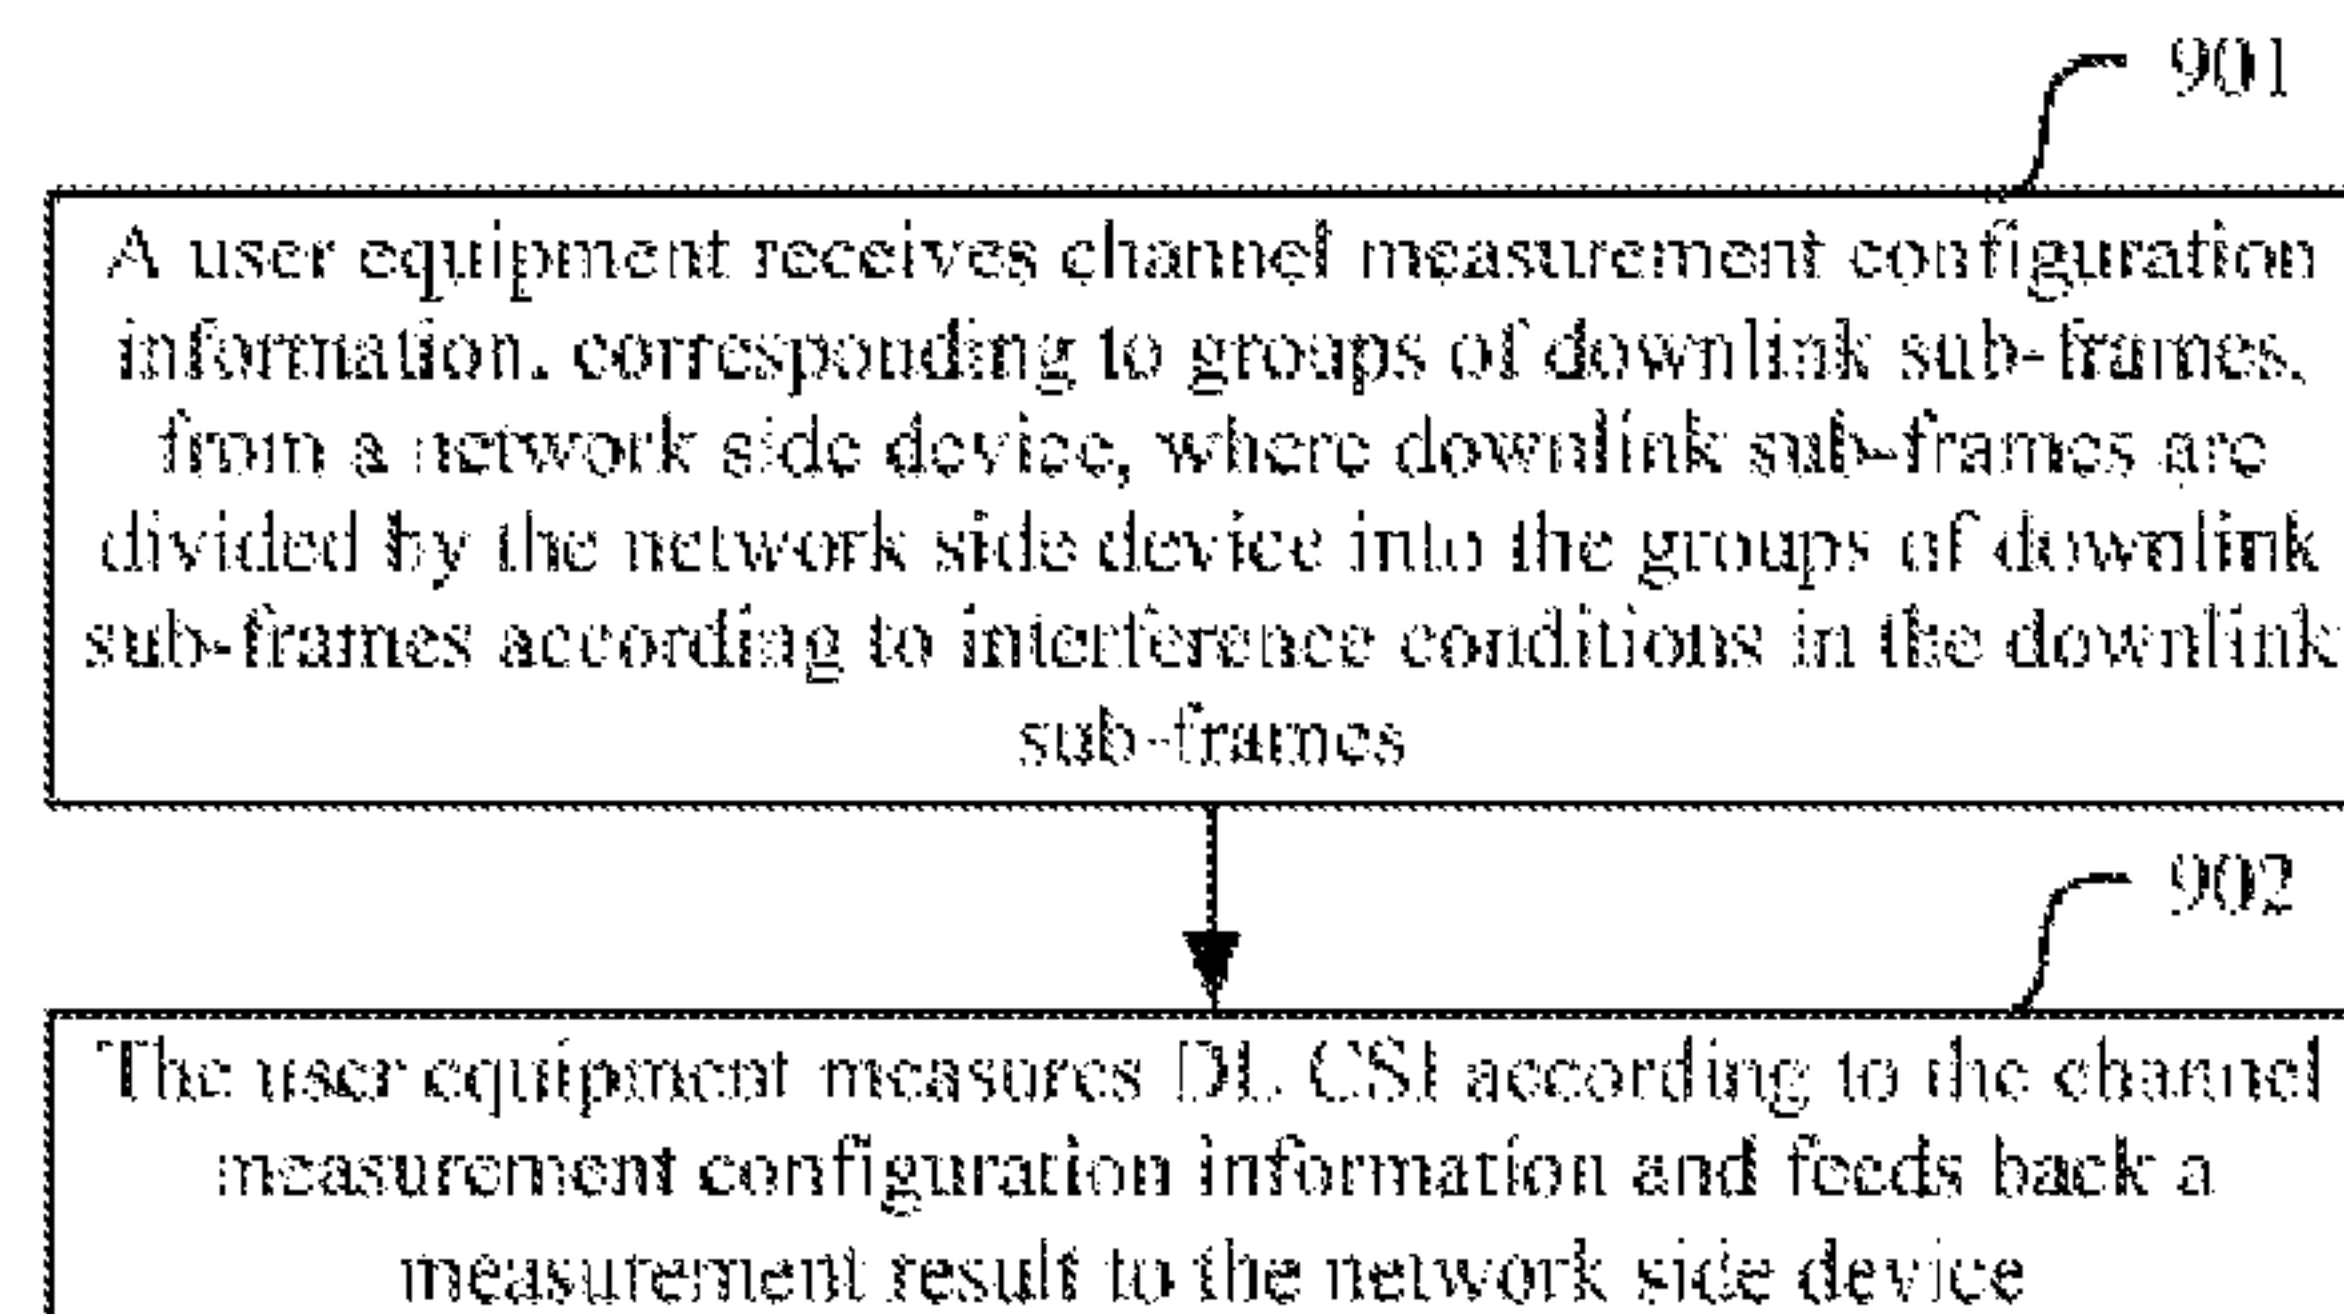 901
A user equipment receives channel measurement configuration
information, corresponding to groups of downlink sub-frames,
from a network side device, where downlink sub-frames are
divided by the network side device into the groups of downlink
sub-frames according to interference conditions in the downlink
sub-frames
902
The user equipment measures DL CSI according to the channel
measurement configuration information and feeds back a
measurement result to the network side device